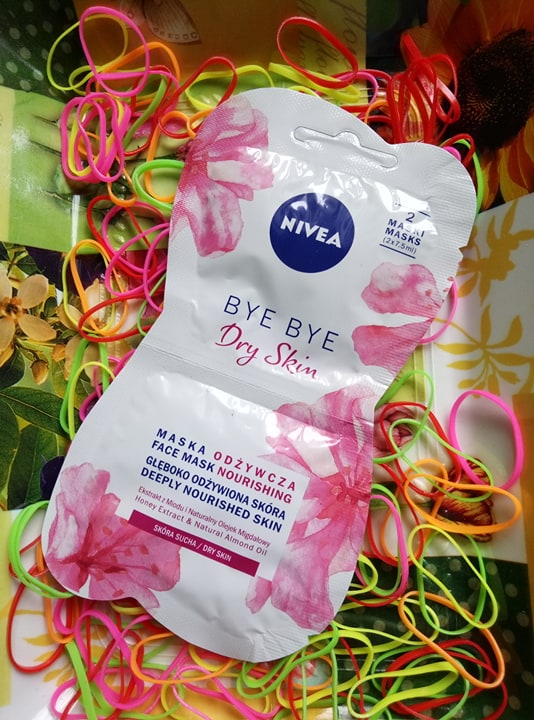 NIVEA
2
MASKI
MASKS
(2x7.5ml)
BYE BYE
Dry Skin
MASKA ODŻYWCZA
FACE MASK NOURISHING
GŁĘBOKO ODŻYWIONA SKÓRA
DEEPLY NOURISHED SKIN
Ekstrakt z Miodu i Naturalny Olejek Migdałowy
Honey Extract & Natural Almond Oil
SKÓRA SUCHA / DRY SKIN